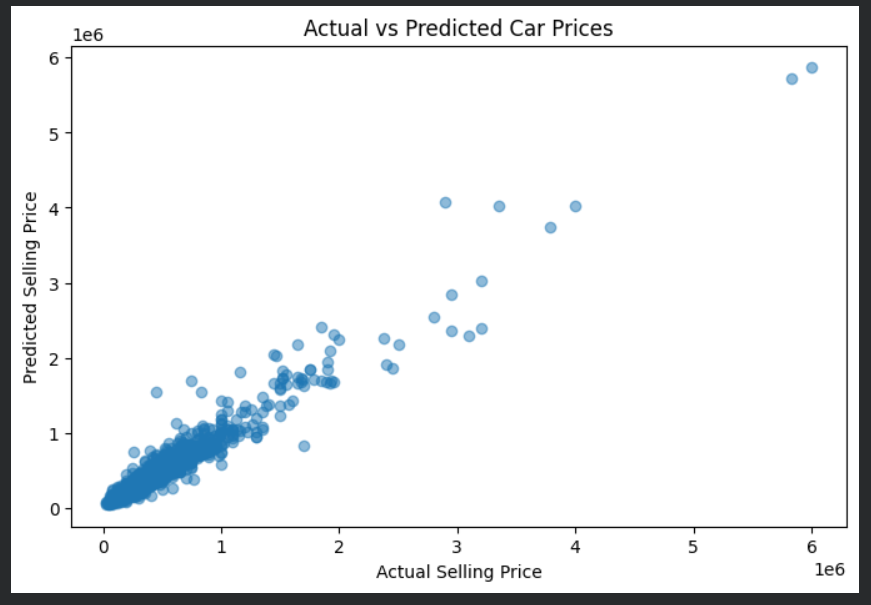 Actual vs Predicted Car Prices
1e6
6
5
4
3
2
1
0
Predicted Selling Price
0 1 2 3 4 5 6
1e6
Actual Selling Price